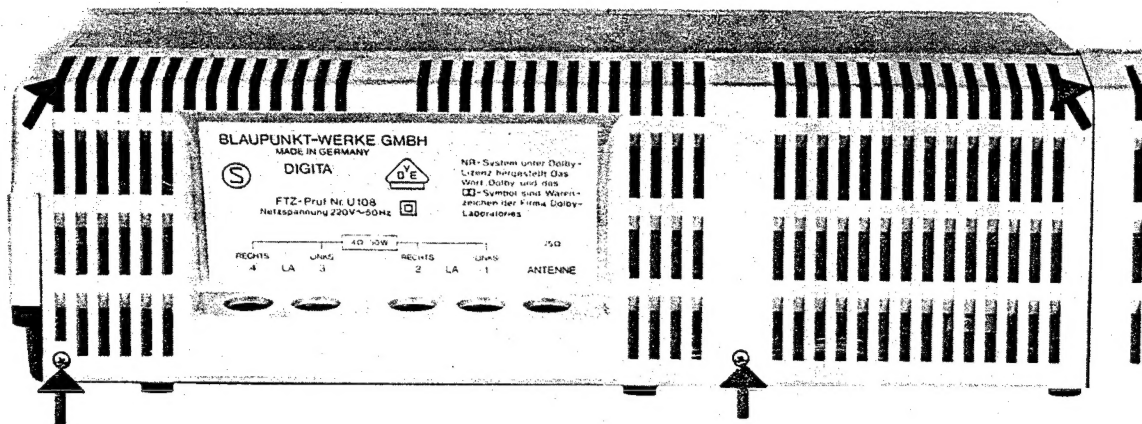 BLAUPUNKT-WERKE GMBH
MADE IN GERMANY
S
DIGITA
D V E
FTZ-Pruf Nr. U108
Netzspannung 220V~50Hz
NR-System unter Dolby-
Lizenz hergestellt Das
Wort Dolby und das
-Symbol sind Waren-
zeichen der Firma Dolby-
Laboratories
4Ω 50W
75Ω
RECHTS LINKS RECHTS LINKS
4 LA 3 2 LA 1 ANTENNE